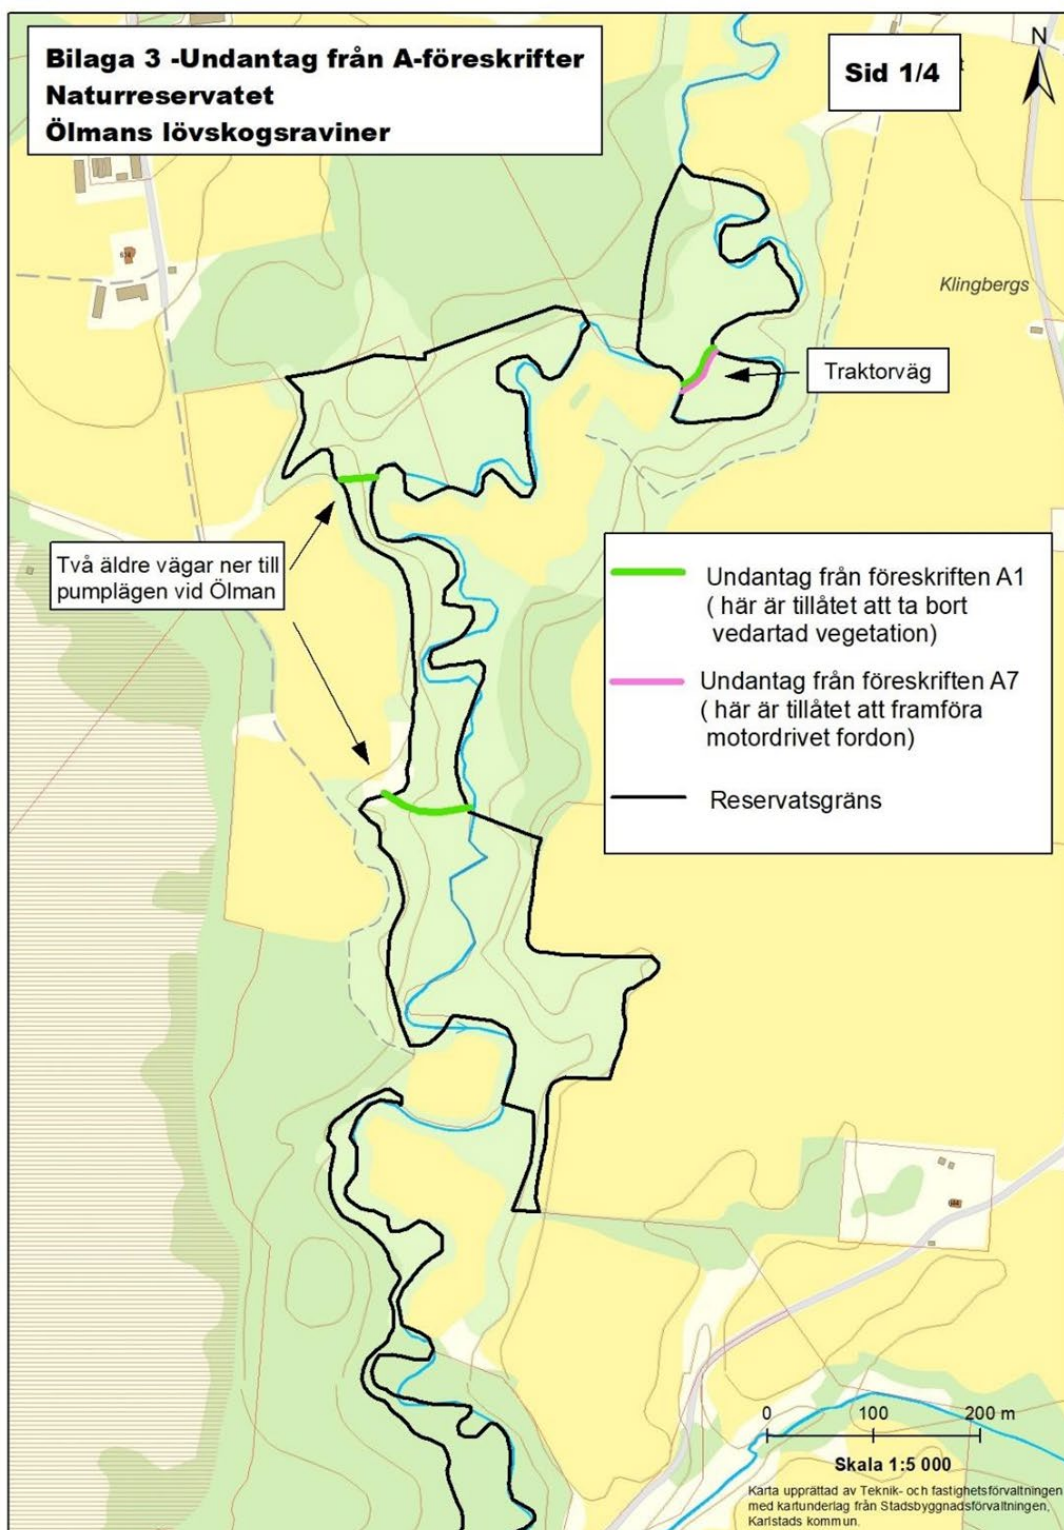 Bilaga 3 -Undantag från A-föreskrifter
Naturreservatet
Ölmans lövskogsraviner
Sid 1/4
N
Klingbergs
Traktorväg
Två äldre vägar ner till
pumplägen vid Ölman
Undantag från föreskriften A1
( här är tillåtet att ta bort
vedartad vegetation)
Undantag från föreskriften A7
( här är tillåtet att framföra
motordrivet fordon)
Reservatsgräns
0 100 200 m
Skala 1:5 000
Karta upprättad av Teknik- och fastighetsförvaltningen
med kartunderlag från Stadsbyggnadsförvaltningen,
Karlstads kommun.